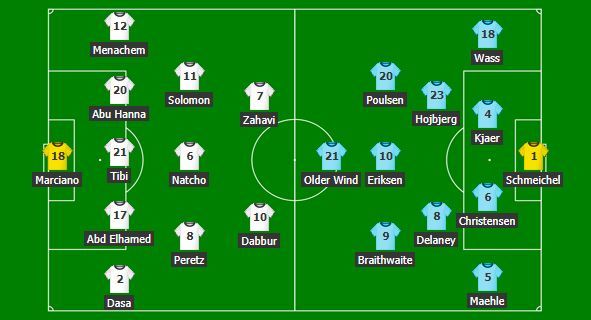 12
Menachem
20
Abu Hanna
21
Tibi
17
Abd Elhamed
2
Dasa
18
Marciano
11
Solomon
6
Natcho
8
Peretz
7
Zahavi
10
Dabbur
21
Older Wind
20
Poulsen
10
Eriksen
9
Braithwaite
23
Hojbjerg
8
Delaney
18
Wass
4
Kjaer
6
Christensen
5
Maehle
1
Schmeichel